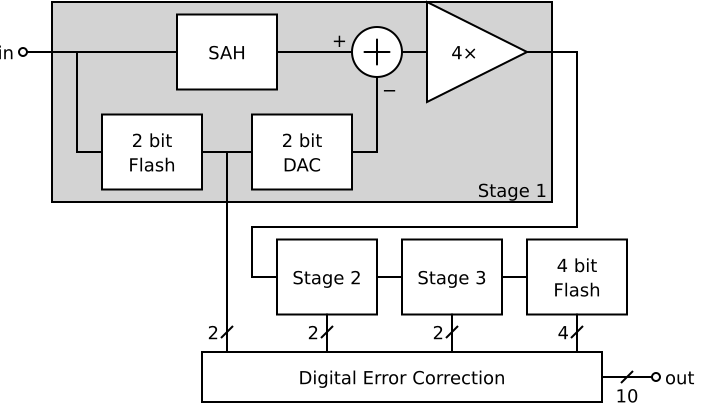 in
SAH
+
4×
−
2 bit
Flash
2 bit
DAC
Stage 1
Stage 2
Stage 3
4 bit
Flash
2
2
2
4
Digital Error Correction
out
10